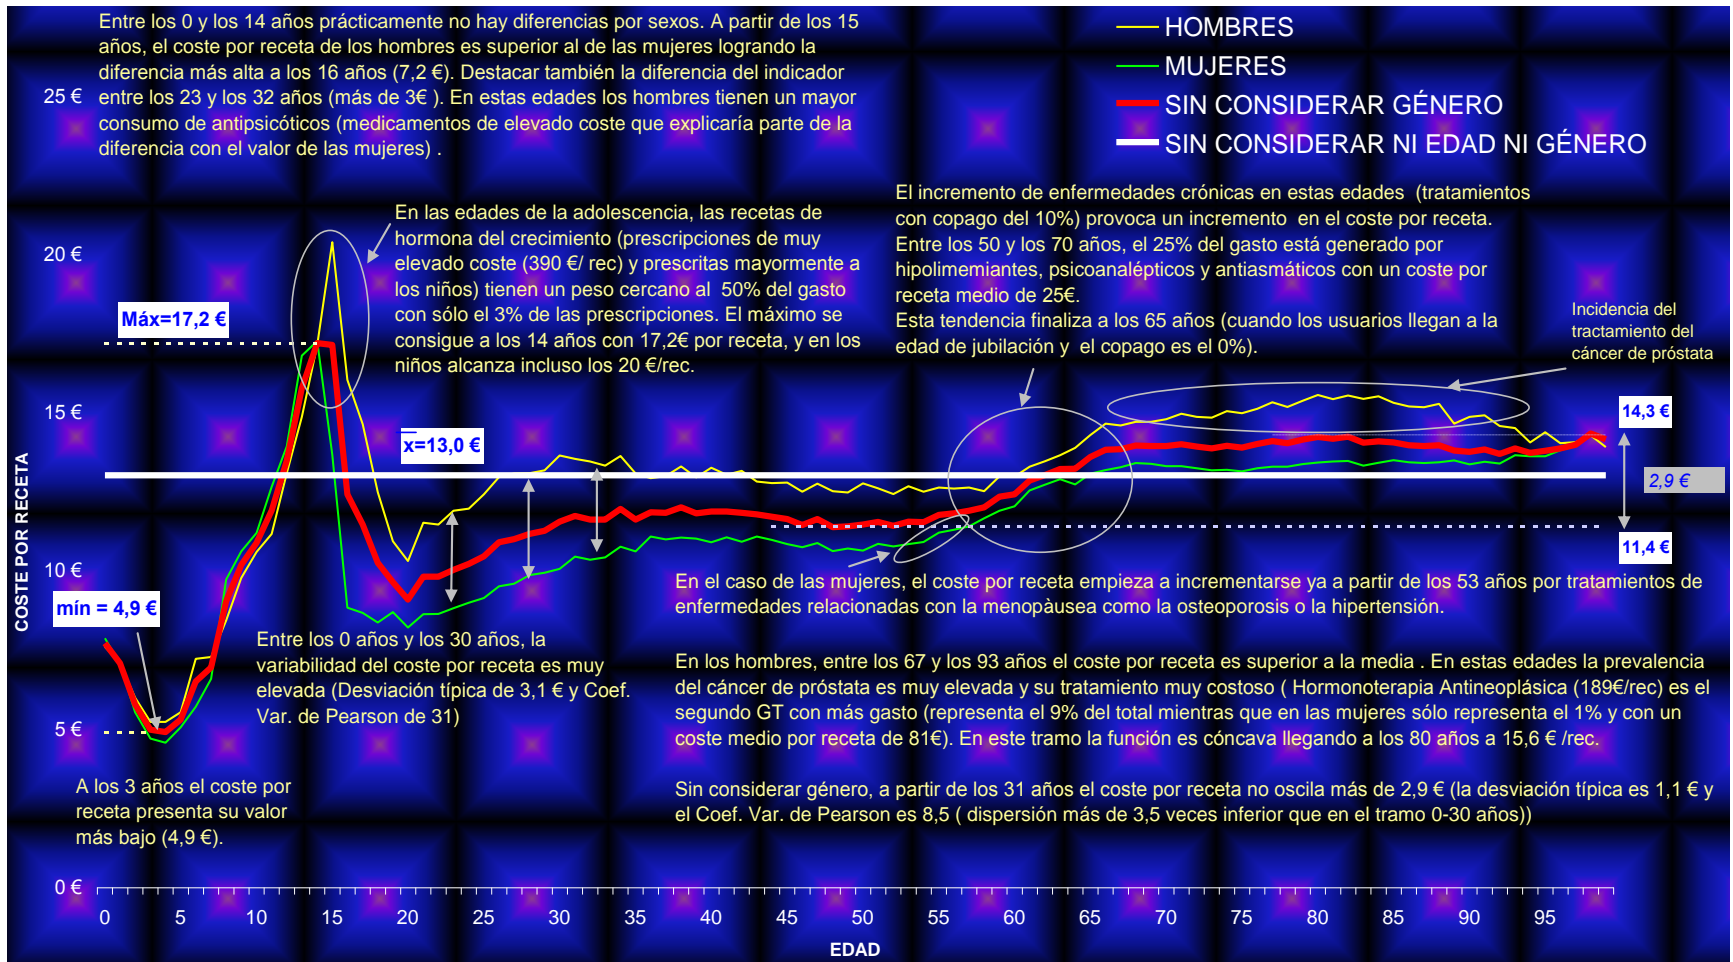 Entre los 0 y los 14 años prácticamente no hay diferencias por sexos. A partir de los 15
años, el coste por receta de los hombres es superior al de las mujeres logrando la
diferencia más alta a los 16 años (7,2 €). Destacar también la diferencia del indicador
entre los 23 y los 32 años (más de 3€ ). En estas edades los hombres tienen un mayor
consumo de antipsicóticos (medicamentos de elevado coste que explicaría parte de la
diferencia con el valor de las mujeres) .
HOMBRES
MUJERES
SIN CONSIDERAR GÉNERO
SIN CONSIDERAR NI EDAD NI GÉNERO
En las edades de la adolescencia, las recetas de
hormona del crecimiento (prescripciones de muy
elevado coste (390 €/ rec) y prescritas mayormente a
los niños) tienen un peso cercano al 50% del gasto
con sólo el 3% de las prescripciones. El máximo se
consigue a los 14 años con 17,2€ por receta, y en los
niños alcanza incluso los 20 €/rec.
El incremento de enfermedades crónicas en estas edades (tratamientos
con copago del 10%) provoca un incremento en el coste por receta.
Entre los 50 y los 70 años, el 25% del gasto está generado por
hipolimemiantes, psicoanalépticos y antiasmáticos con un coste por
receta medio de 25€.
Esta tendencia finaliza a los 65 años (cuando los usuarios llegan a la
edad de jubilación y el copago es el 0%).
Incidencia del
tractamiento del
cáncer de próstata
Máx=17,2 €
x=13,0 €
mín = 4,9 €
14,3 €
2,9 €
11,4 €
En el caso de las mujeres, el coste por receta empieza a incrementarse ya a partir de los 53 años por tratamientos de
enfermedades relacionadas con la menopàusea como la osteoporosis o la hipertensión.
Entre los 0 años y los 30 años, la
variabilidad del coste por receta es muy
elevada (Desviación típica de 3,1 € y Coef.
Var. de Pearson de 31)
En los hombres, entre los 67 y los 93 años el coste por receta es superior a la media . En estas edades la prevalencia
del cáncer de próstata es muy elevada y su tratamiento muy costoso ( Hormonoterapia Antineoplásica (189€/rec) es el
segundo GT con más gasto (representa el 9% del total mientras que en las mujeres sólo representa el 1% y con un
coste medio por receta de 81€). En este tramo la función es cóncava llegando a los 80 años a 15,6 € /rec.
A los 3 años el coste por
receta presenta su valor
más bajo (4,9 €).
Sin considerar género, a partir de los 31 años el coste por receta no oscila más de 2,9 € (la desviación típica es 1,1 € y
el Coef. Var. de Pearson es 8,5 ( dispersión más de 3,5 veces inferior que en el tramo 0-30 años))
COSTE POR RECETA
25 €
20 €
15 €
10 €
5 €
0 €
0 5 10 15 20 25 30 35 40 45 50 55 60 65 70 75 80 85 90 95
EDAD